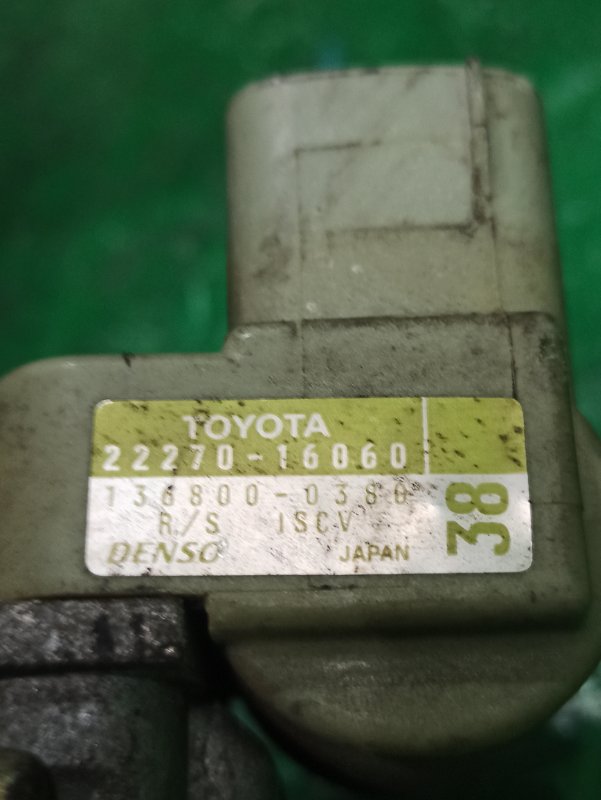 TOYOTA
22270-16060
136800-0380
R/S ISCV
DENSO JAPAN
38